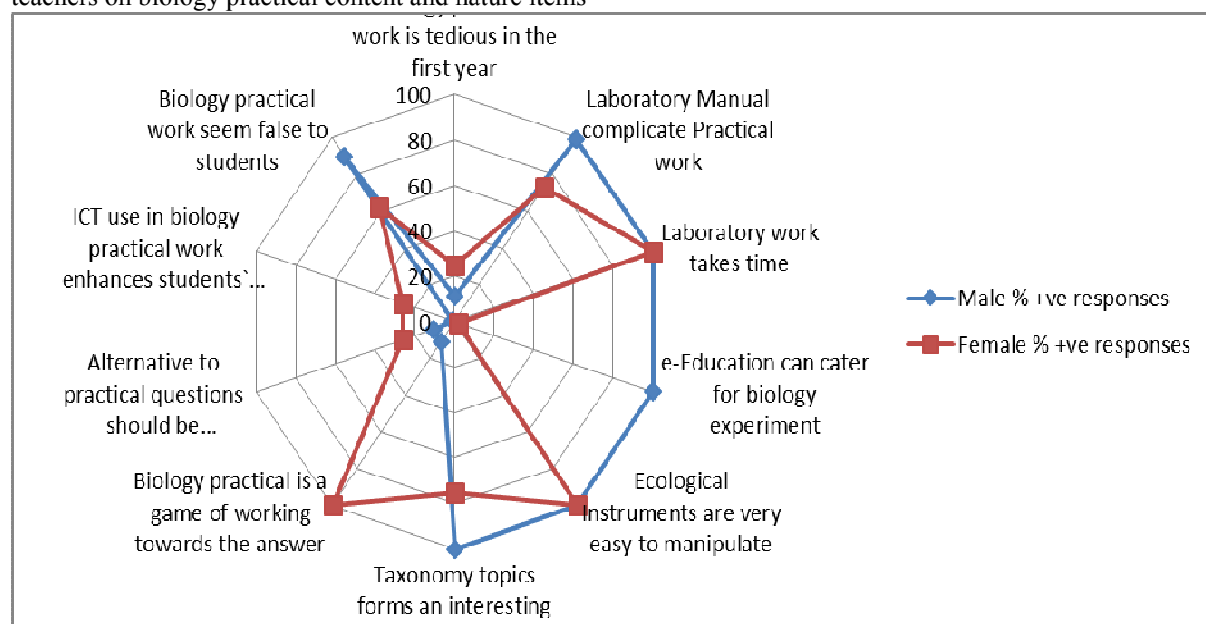 teachers on biology practical content and nature items
work is tedious in the
first year
Laboratory Manual
complicate Practical
work
Laboratory work
takes time
e-Education can cater
for biology
experiment
Ecological
Instruments are very
easy to manipulate
Taxonomy topics
forms an interesting
Biology practical is a
game of working
towards the answer
Alternative to
practical questions
should be...
ICT use in biology
practical work
enhances students`...
Biology practical
work seem false to
students
100
80
60
40
20
0
Male % +ve responses
Female % +ve responses